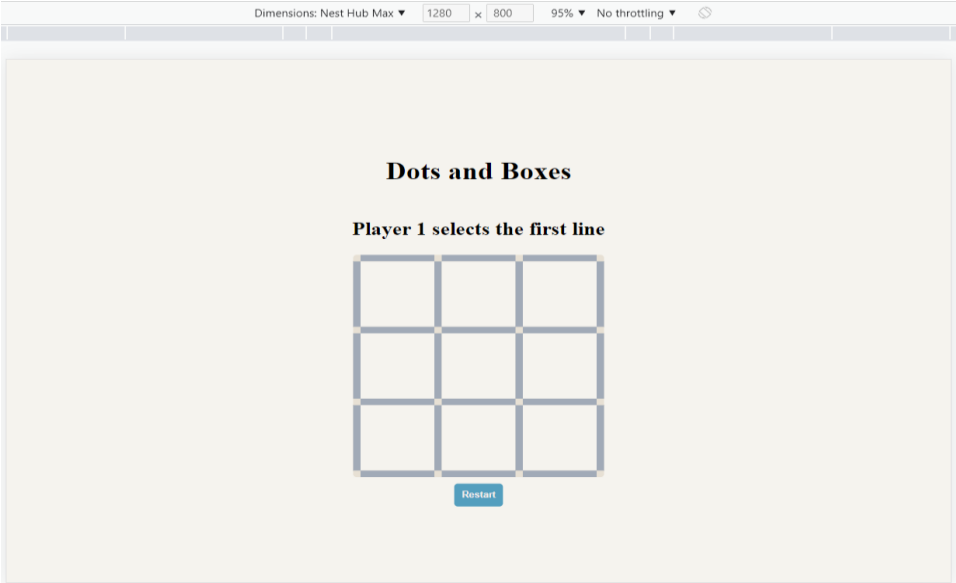 Dimensions: Nest Hub Max ▼ 1280 x 800 95% ▼ No throttling ▼
Dots and Boxes
Player 1 selects the first line
Restart